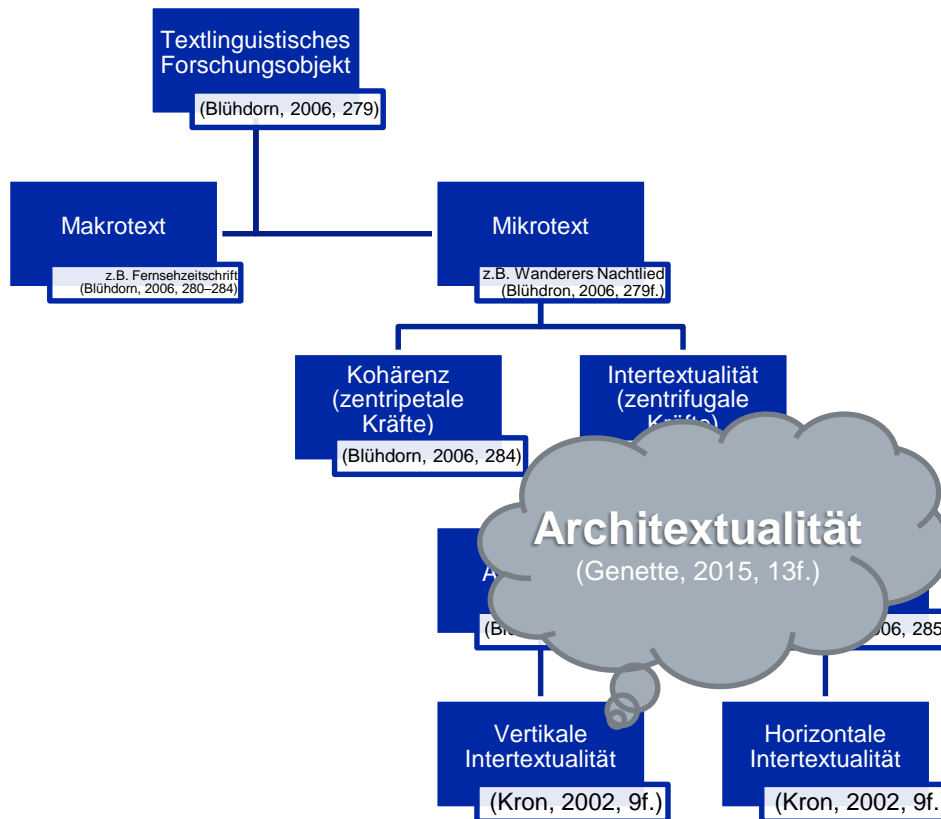 Textlinguistisches
Forschungsobjekt
(Blühdorn, 2006, 279)
Makrotext
z.B. Fernsehzeitschrift
(Blühdorn, 2006, 280–284)
Mikrotext
z.B. Wanderers Nachtlied
(Blühdron, 2006, 279f.)
Kohärenz
(zentripetale
Kräfte)
(Blühdorn, 2006, 284)
Intertextualität
(zentrifugale
Kräfte)
Architextualität
(Genette, 2015, 13f.)
285
Vertikale
Intertextualität
(Kron, 2002, 9f.)
Horizontale
Intertextualität
(Kron, 2002, 9f.